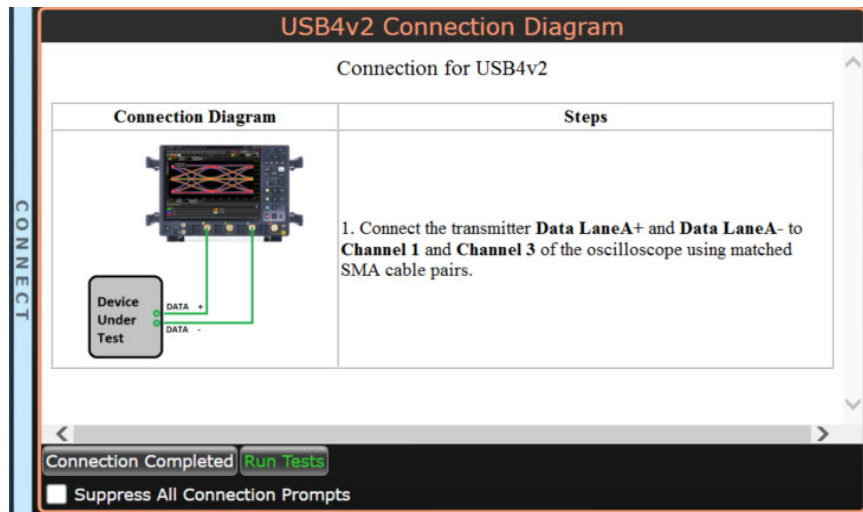 USB4v2 Connection Diagram
Connection for USB4v2
Connection Diagram
Steps
CONNECT
1. Connect the transmitter Data LaneA+ and Data LaneA- to
Channel 1 and Channel 3 of the oscilloscope using matched
SMA cable pairs.
Device
Under
Test
DATA +
DATA -
Connection Completed
Run Tests
Suppress All Connection Prompts